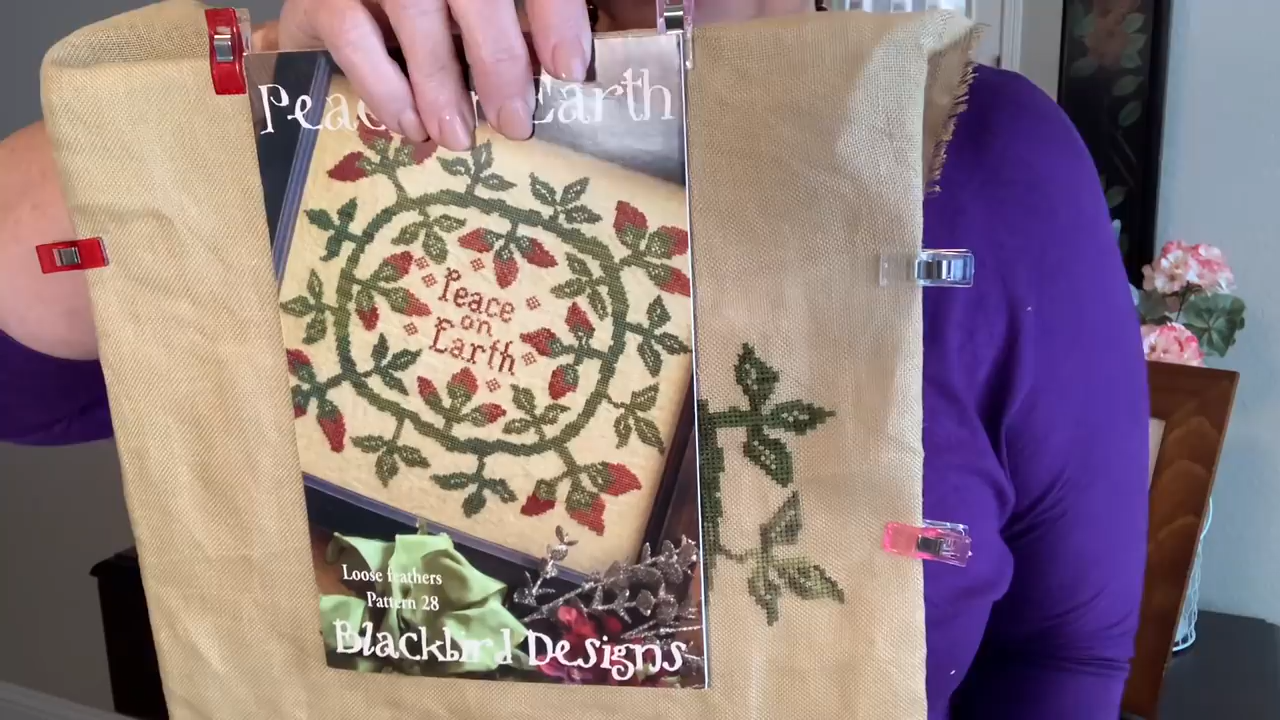 Earth
Peace
on
Earth
Loose feathers
Pattern 28
Blackbird Designs